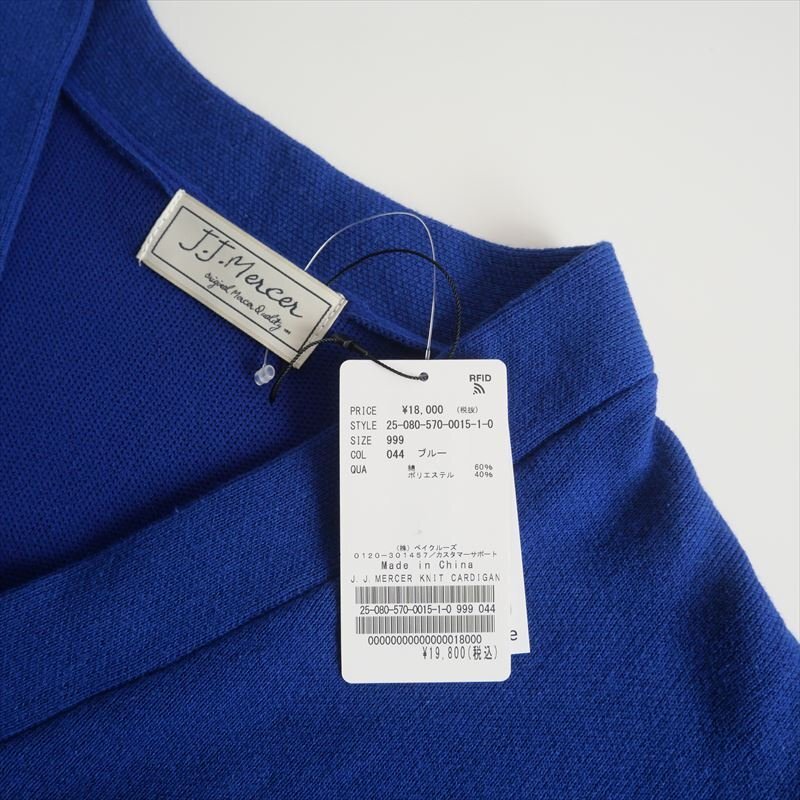 J.J.Mercer
original Mercer Quality
RFID
PRICE ¥18,000 (税抜)
STYLE 25-080-570-0015-1-0
SIZE 999
COL 044 ブルー
QUA 綿 60%
ポリエステル 40%
(株) ベイクルーズ
0120-301457/カスタマーサポート
Made in China
J.J.MERCER KNIT CARDIGAN
25-080-570-0015-1-0 999 044
00000000000000018000
¥19,800(税込)
e